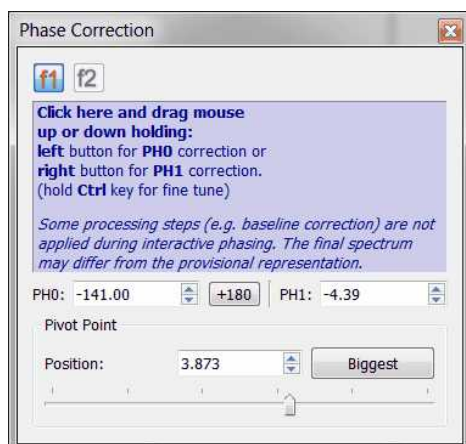 Phase Correction
f1 f2
Click here and drag mouse
up or down holding:
left button for PH0 correction or
right button for PH1 correction.
(hold Ctrl key for fine tune)
Some processing steps (e.g. baseline correction) are not
applied during interactive phasing. The final spectrum
may differ from the provisional representation.
PH0: -141.00 +180 PH1: -4.39
Pivot Point
Position: 3.873 Biggest